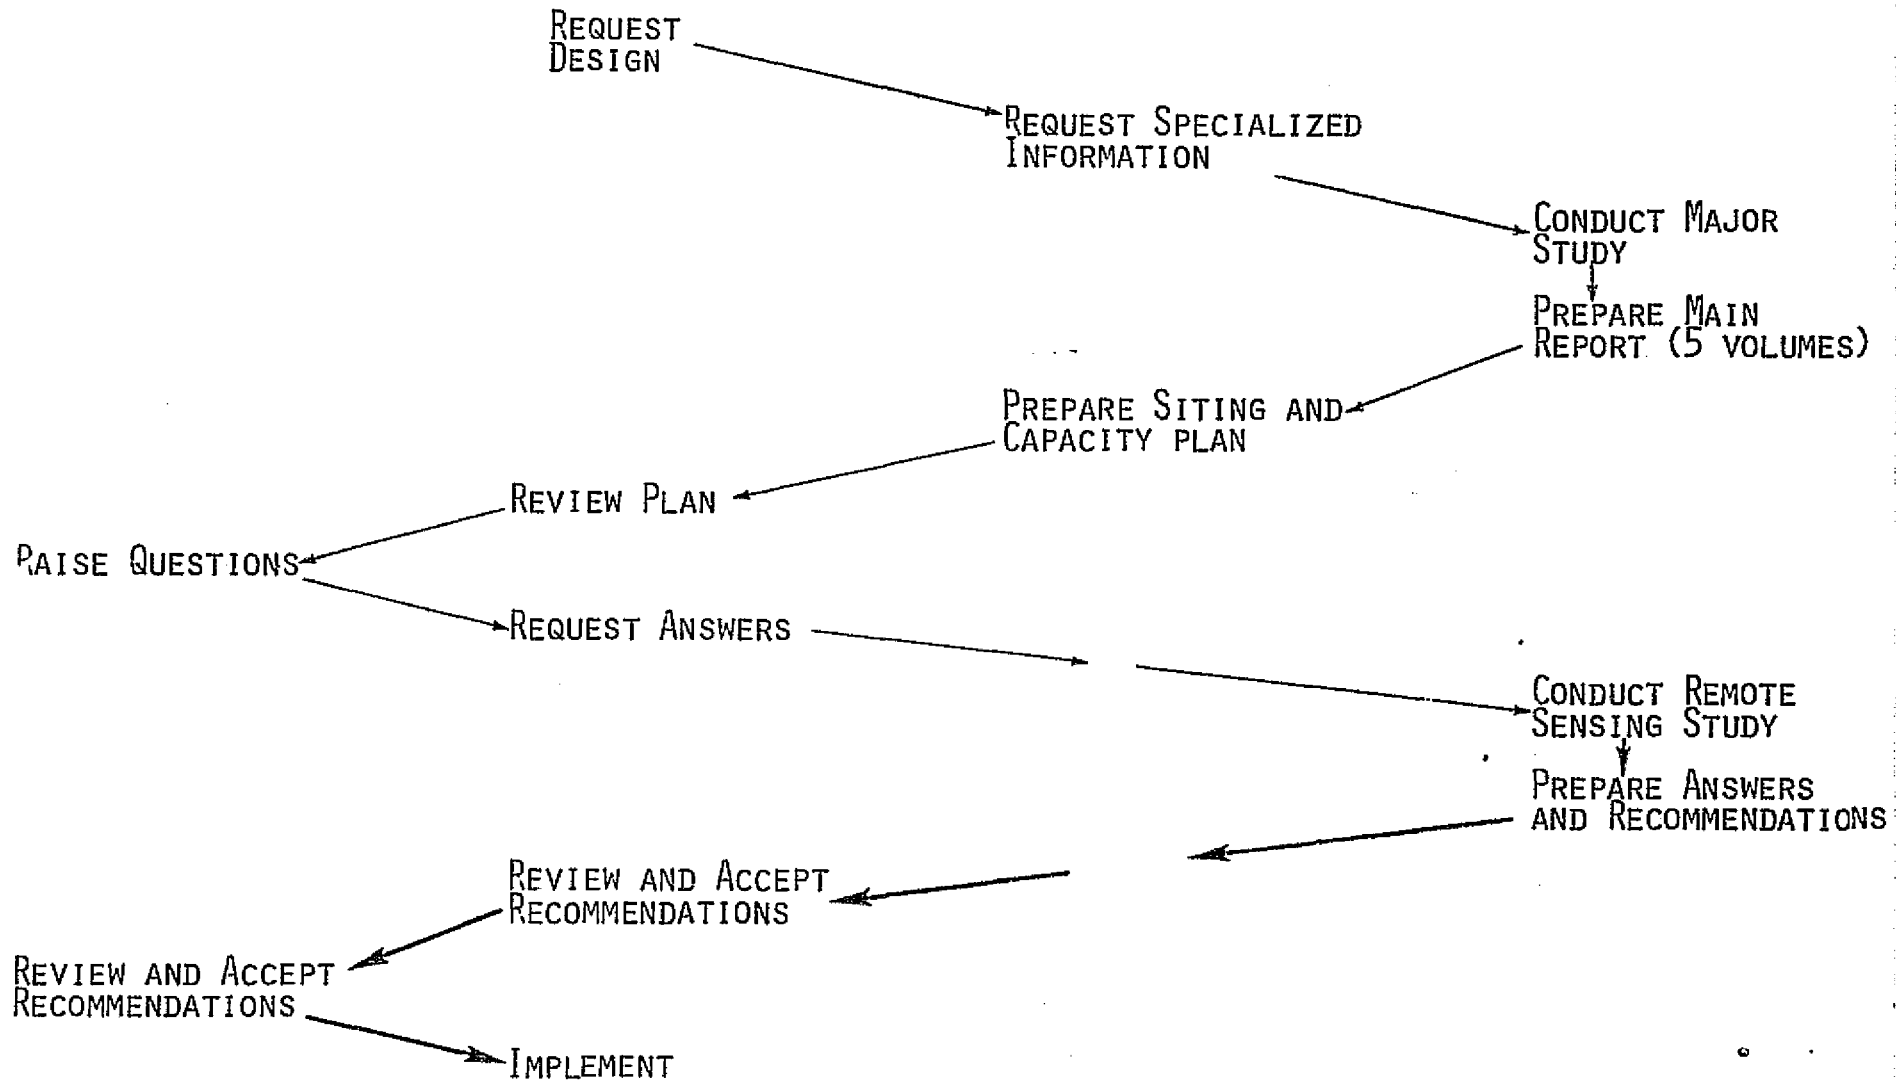 REQUEST
DESIGN
REQUEST SPECIALIZED
INFORMATION
CONDUCT MAJOR
STUDY
PREPARE MAIN
REPORT (5 VOLUMES)
PREPARE SITING AND
CAPACITY PLAN
REVIEW PLAN
RAISE QUESTIONS
REQUEST ANSWERS
CONDUCT REMOTE
SENSING STUDY
PREPARE ANSWERS
AND RECOMMENDATIONS
REVIEW AND ACCEPT
RECOMMENDATIONS
REVIEW AND ACCEPT
RECOMMENDATIONS
IMPLEMENT